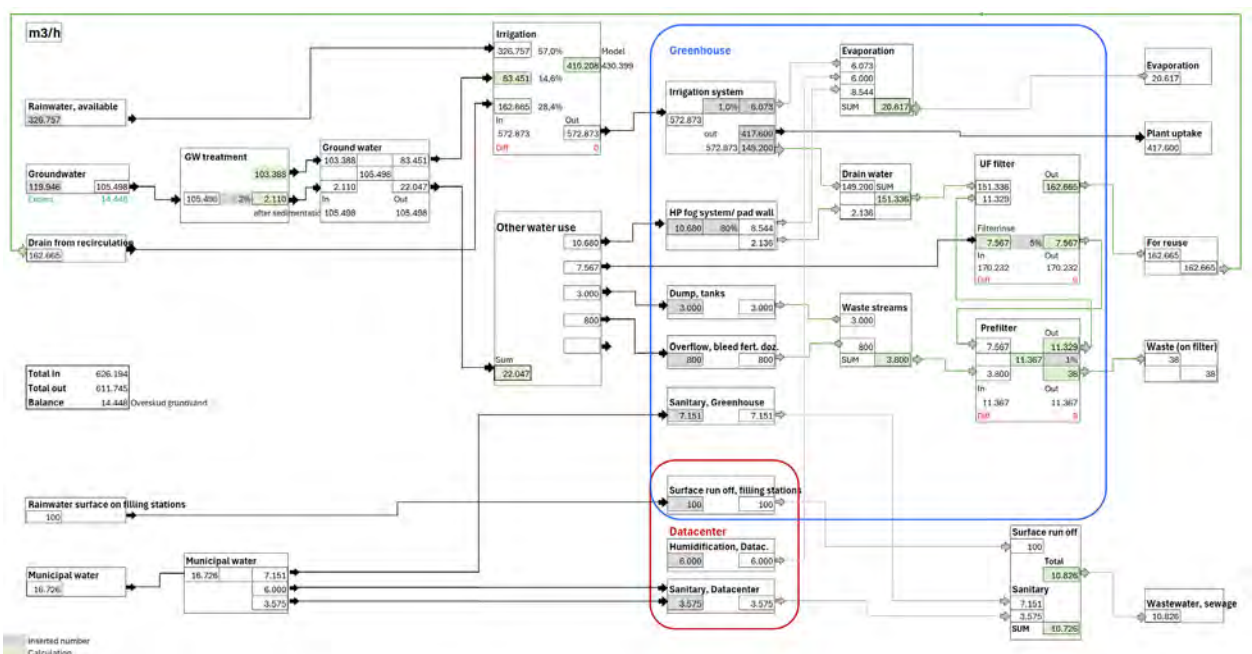 m3/h
Rainwater, available
326.757
Groundwater
119.946 105.498
Excess 14.448
Drain from recirculation
162.665
GW treatment
103.388
105.498 2% 2.110
after sedimentatic
Ground water
103.388 83.451
105.498
2.110 22.047
In Out
105.498 105.498
Irrigation
326.757 57,0% Model
410.208 430.399
83.451 14,6%
162.665 28,4%
In Out
572.873 572.873
Diff 0
Other water use
10.680
7.567
3.000
800
Sum
22.047
Greenhouse
Irrigation system
1,0% 6.073
572.873
out 417.600
572.873 149.200
HP fog system/ pad wall
10.680 80% 8.544
2.136
Dump, tanks
3.000 3.000
Overflow, bleed fert. doz.
800 800
Sanitary, Greenhouse
7.151 7.151
Surface run off, filling stations
100 100
Evaporation
6.073
6.000
8.544
SUM 20.617
Drain water
149.200 SUM
151.336
2.136
Waste streams
3.000
800
SUM 3.800
UF filter
Out
151.336 162.665
11.329
Filterrinse
7.567 5% 7.567
In Out
170.232 170.232
Diff 0
Prefilter
Out
7.567 11.329
11.367 1%
3.800 38
In Out
11.367 11.367
Diff 0
Evaporation
20.617
Plant uptake
417.600
For reuse
162.665
162.665
Waste (on filter)
38
38
Total in 626.194
Total out 611.745
Balance 14.448 Overskud grundvand
Rainwater surface on filling stations
100
Municipal water
16.726
Municipal water
16.726 7.151
6.000
3.575
Datacenter
Humidification, Datac.
6.000 6.000
Sanitary, Datacenter
3.575 3.575
Surface run off
100
Total
10.826
Sanitary
7.151
3.575
SUM 10.726
Wastewater, sewage
10.826
Inserted number
Calculation